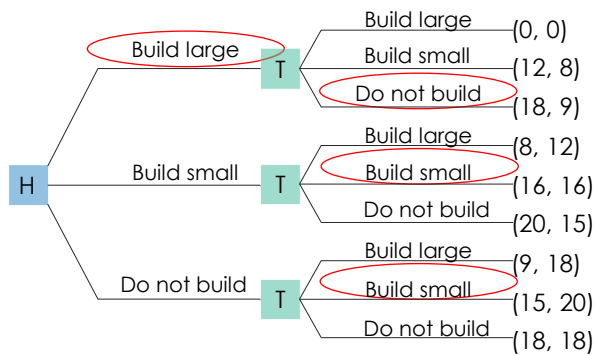 Build large
(0, 0)
Build large
Build small
T
(12, 8)
Do not build
(18, 9)
Build large
(8, 12)
H
Build small
T
Build small
(16, 16)
Do not build
(20, 15)
Build large
(9, 18)
Do not build
T
Build small
(15, 20)
Do not build
(18, 18)